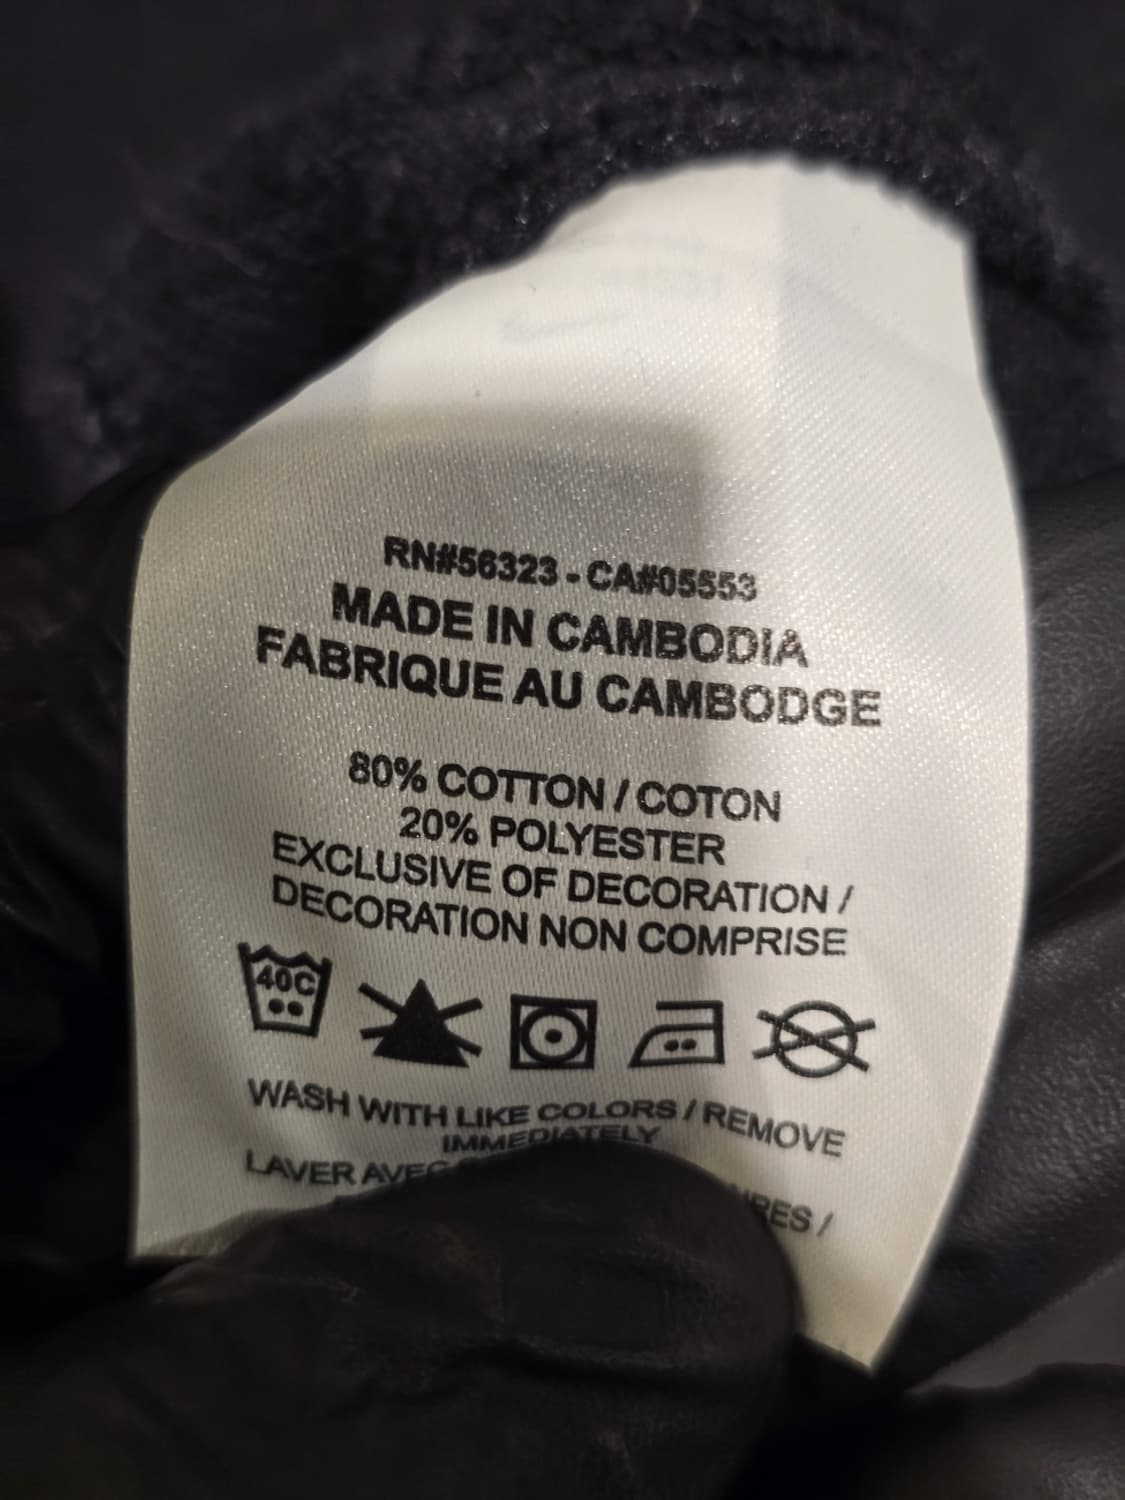 RN#56323 - CA#05553
MADE IN CAMBODIA
FABRIQUE AU CAMBODGE
80% COTTON / COTON
20% POLYESTER
EXCLUSIVE OF DECORATION /
DECORATION NON COMPRISE
40C
WASH WITH LIKE COLORS / REMOVE
IMMEDIATELY
LAVER AVEC